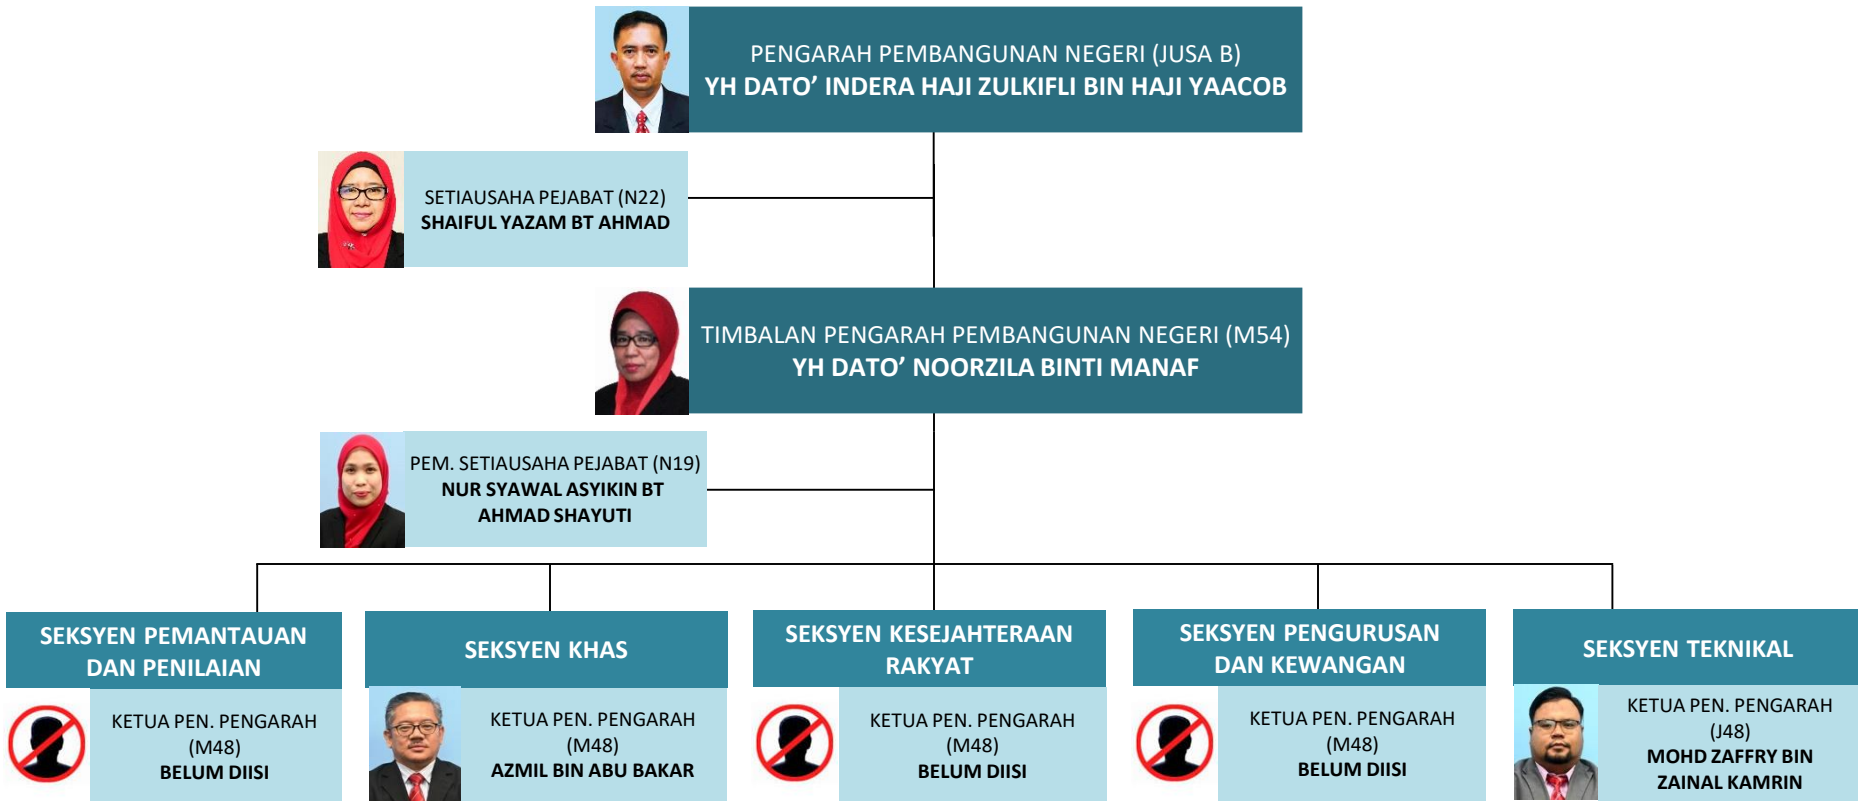 PENGARAH PEMBANGUNAN NEGERI (JUSA B)
YH DATO’ INDERA HAJI ZULKIFLI BIN HAJI YAACOB
SETIAUSAHA PEJABAT (N22)
SHAIFUL YAZAM BT AHMAD
TIMBALAN PENGARAH PEMBANGUNAN NEGERI (M54)
YH DATO’ NOORZILA BINTI MANAF
PEM. SETIAUSAHA PEJABAT (N19)
NUR SYAWAL ASYIKIN BT
AHMAD SHAYUTI
SEKSYEN PEMANTAUAN
DAN PENILAIAN
KETUA PEN. PENGARAH
(M48)
BELUM DIISI
SEKSYEN KHAS
KETUA PEN. PENGARAH
(M48)
AZMIL BIN ABU BAKAR
SEKSYEN KESEJAHTERAAN
RAKYAT
KETUA PEN. PENGARAH
(M48)
BELUM DIISI
SEKSYEN PENGURUSAN
DAN KEWANGAN
KETUA PEN. PENGARAH
(M48)
BELUM DIISI
SEKSYEN TEKNIKAL
KETUA PEN. PENGARAH
(J48)
MOHD ZAFFRY BIN
ZAINAL KAMRIN